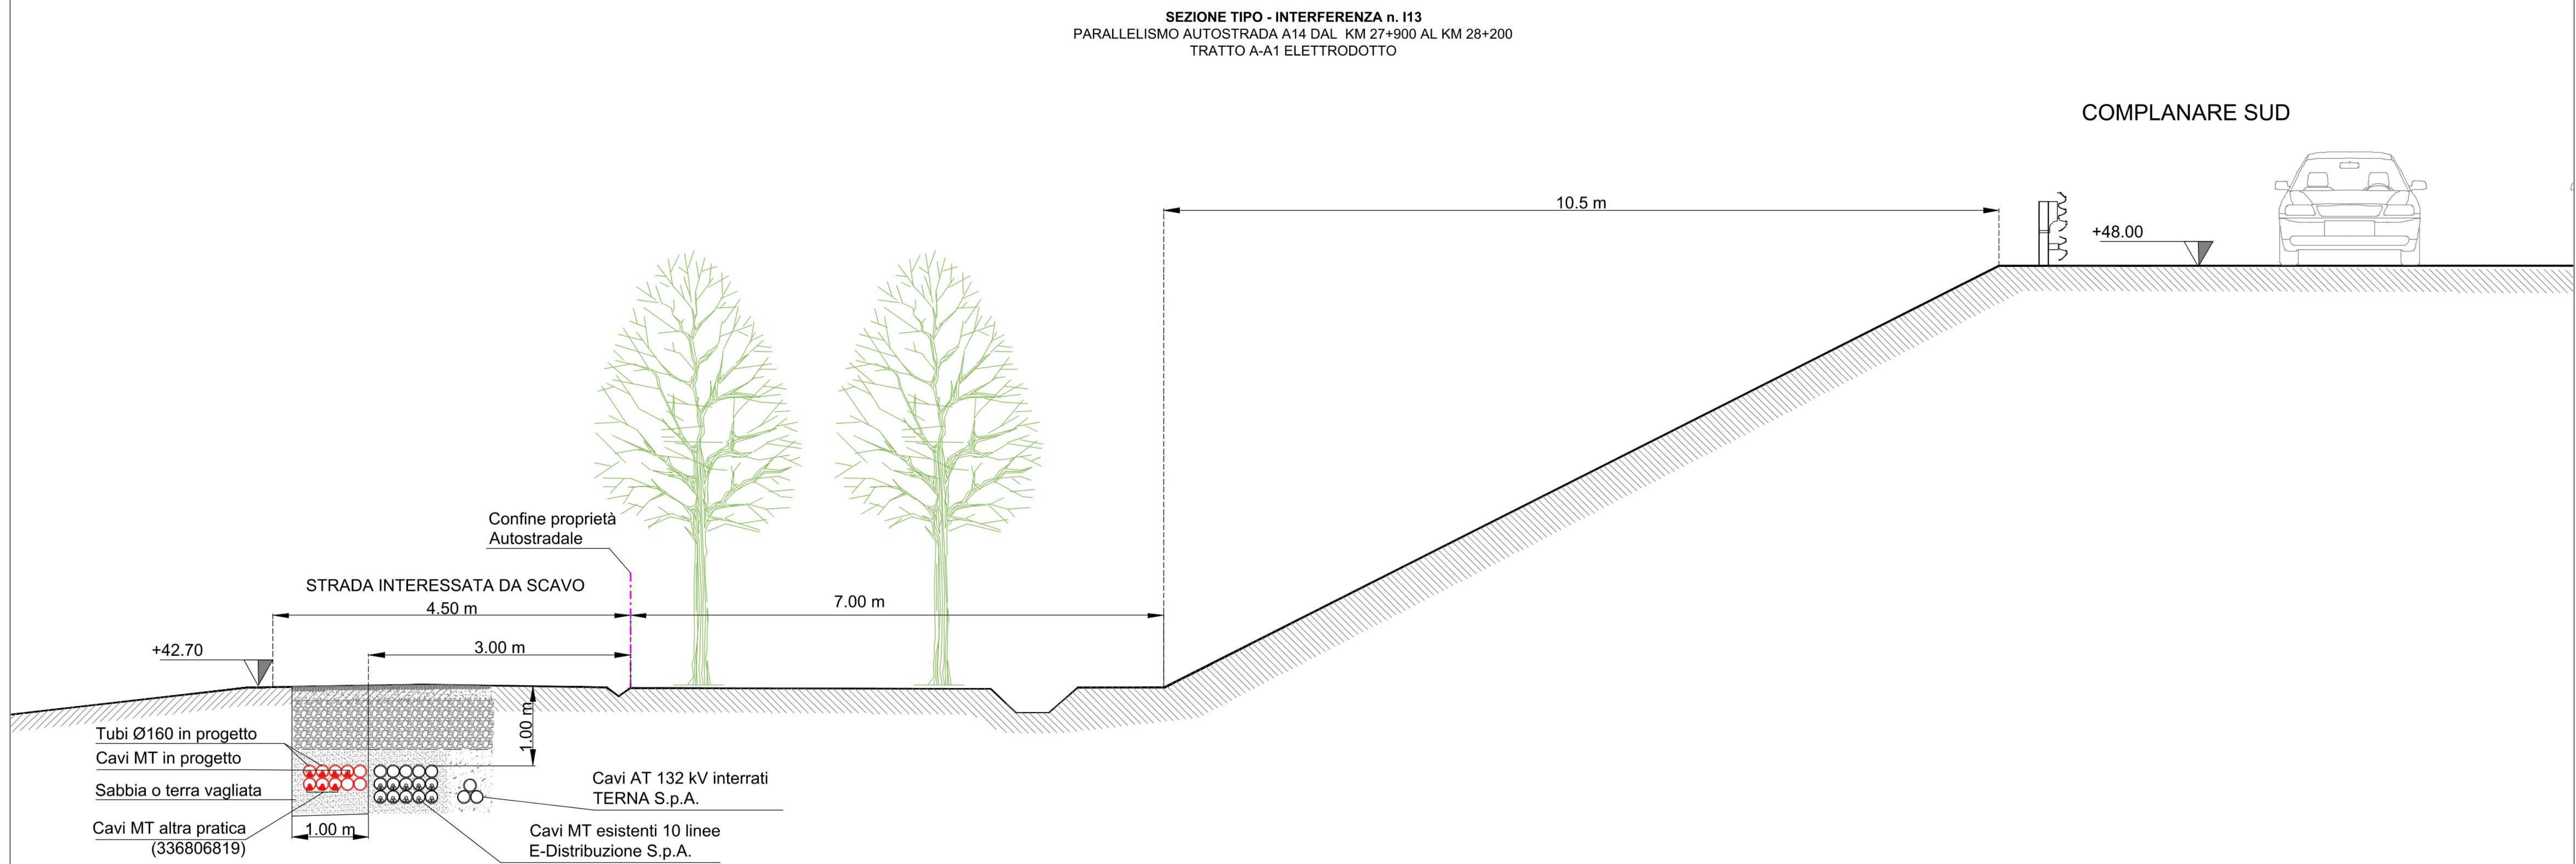 SEZIONE TIPO - INTERFERENZA n. I13
PARALLELISMO AUTOSTRADA A14 DAL KM 27+900 AL KM 28+200
TRATTO A-A1 ELETTRODOTTO
COMPLANARE SUD
10.5 m
+48.00
Confine proprietà
Autostradale
STRADA INTERESSATA DA SCAVO
4.50 m
7.00 m
3.00 m
+42.70
1.00 m
Tubi Ø160 in progetto
Cavi MT in progetto
Sabbia o terra vagliata
Cavi MT altra pratica
(336806819)
1.00 m
Cavi AT 132 kV interrati
TERNA S.p.A.
Cavi MT esistenti 10 linee
E-Distribuzione S.p.A.